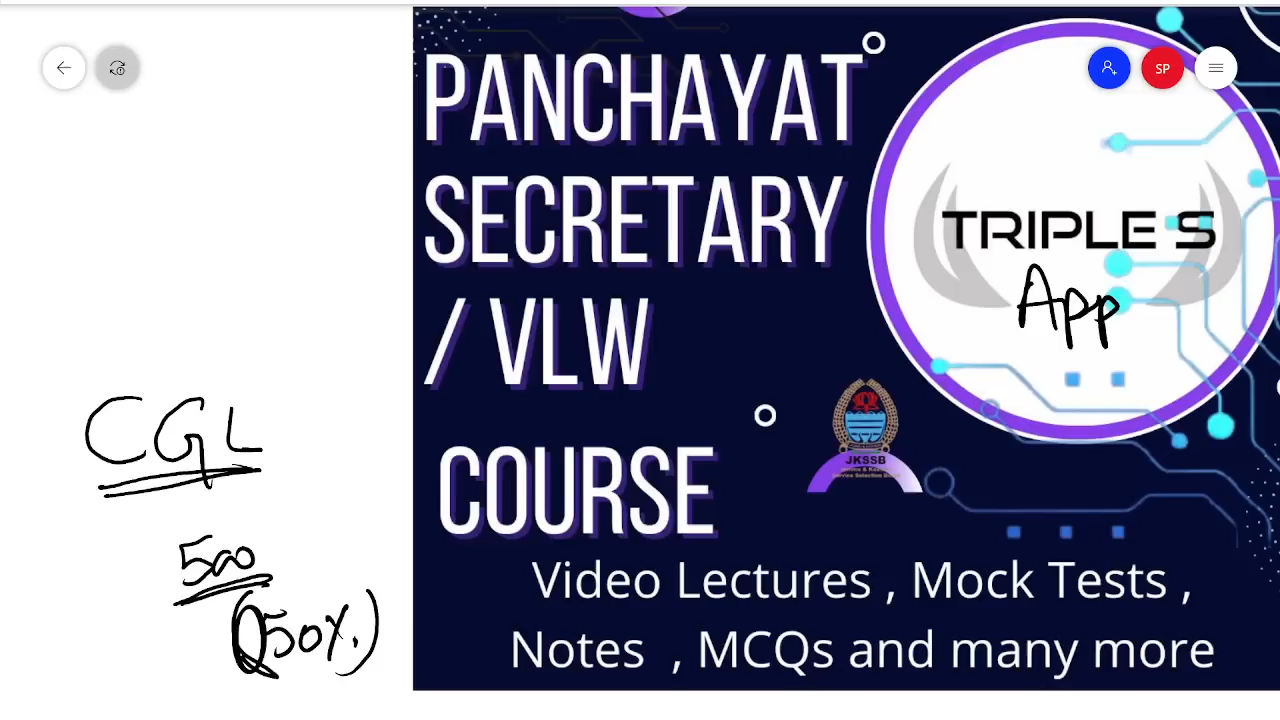 PANCHAYAT
SECRETARY
/ VLW
COURSE
TRIPLE S
App
SP
JKSSB
Video Lectures , Mock Tests ,
Notes , MCQs and many more
CGL
500
(50%)